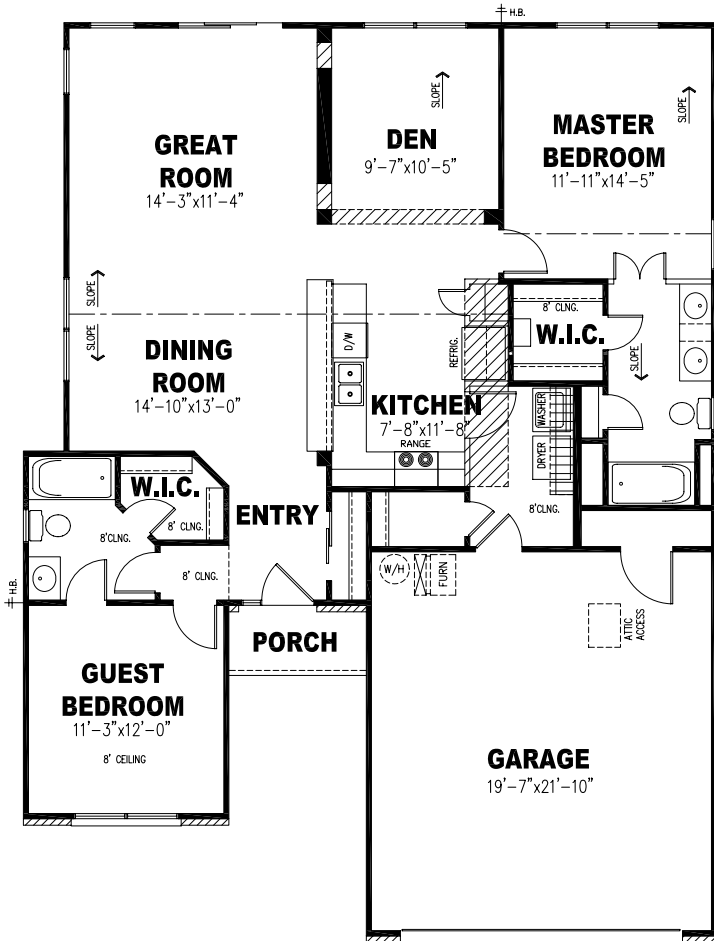 H.B.
GREAT
ROOM
14'-3"x11'-4"
DEN
9'-7"x10'-5"
SLOPE
MASTER
BEDROOM
11'-11"x14'-5"
SLOPE
SLOPE
SLOPE
DINING
ROOM
14'-10"x13'-0"
D/W
REFRIG.
KITCHEN
7'-8"x11'-8"
RANGE
8' CLNG.
W.I.C.
SLOPE
WASHER
DRYER
8'CLNG.
W.I.C.
8' CLNG.
8'CLNG.
8' CLNG.
ENTRY
H.B.
W/H
FURN
ATTIC
ACCESS
PORCH
GUEST
BEDROOM
11'-3"x12'-0"
8' CEILING
GARAGE
19'-7"x21'-10"